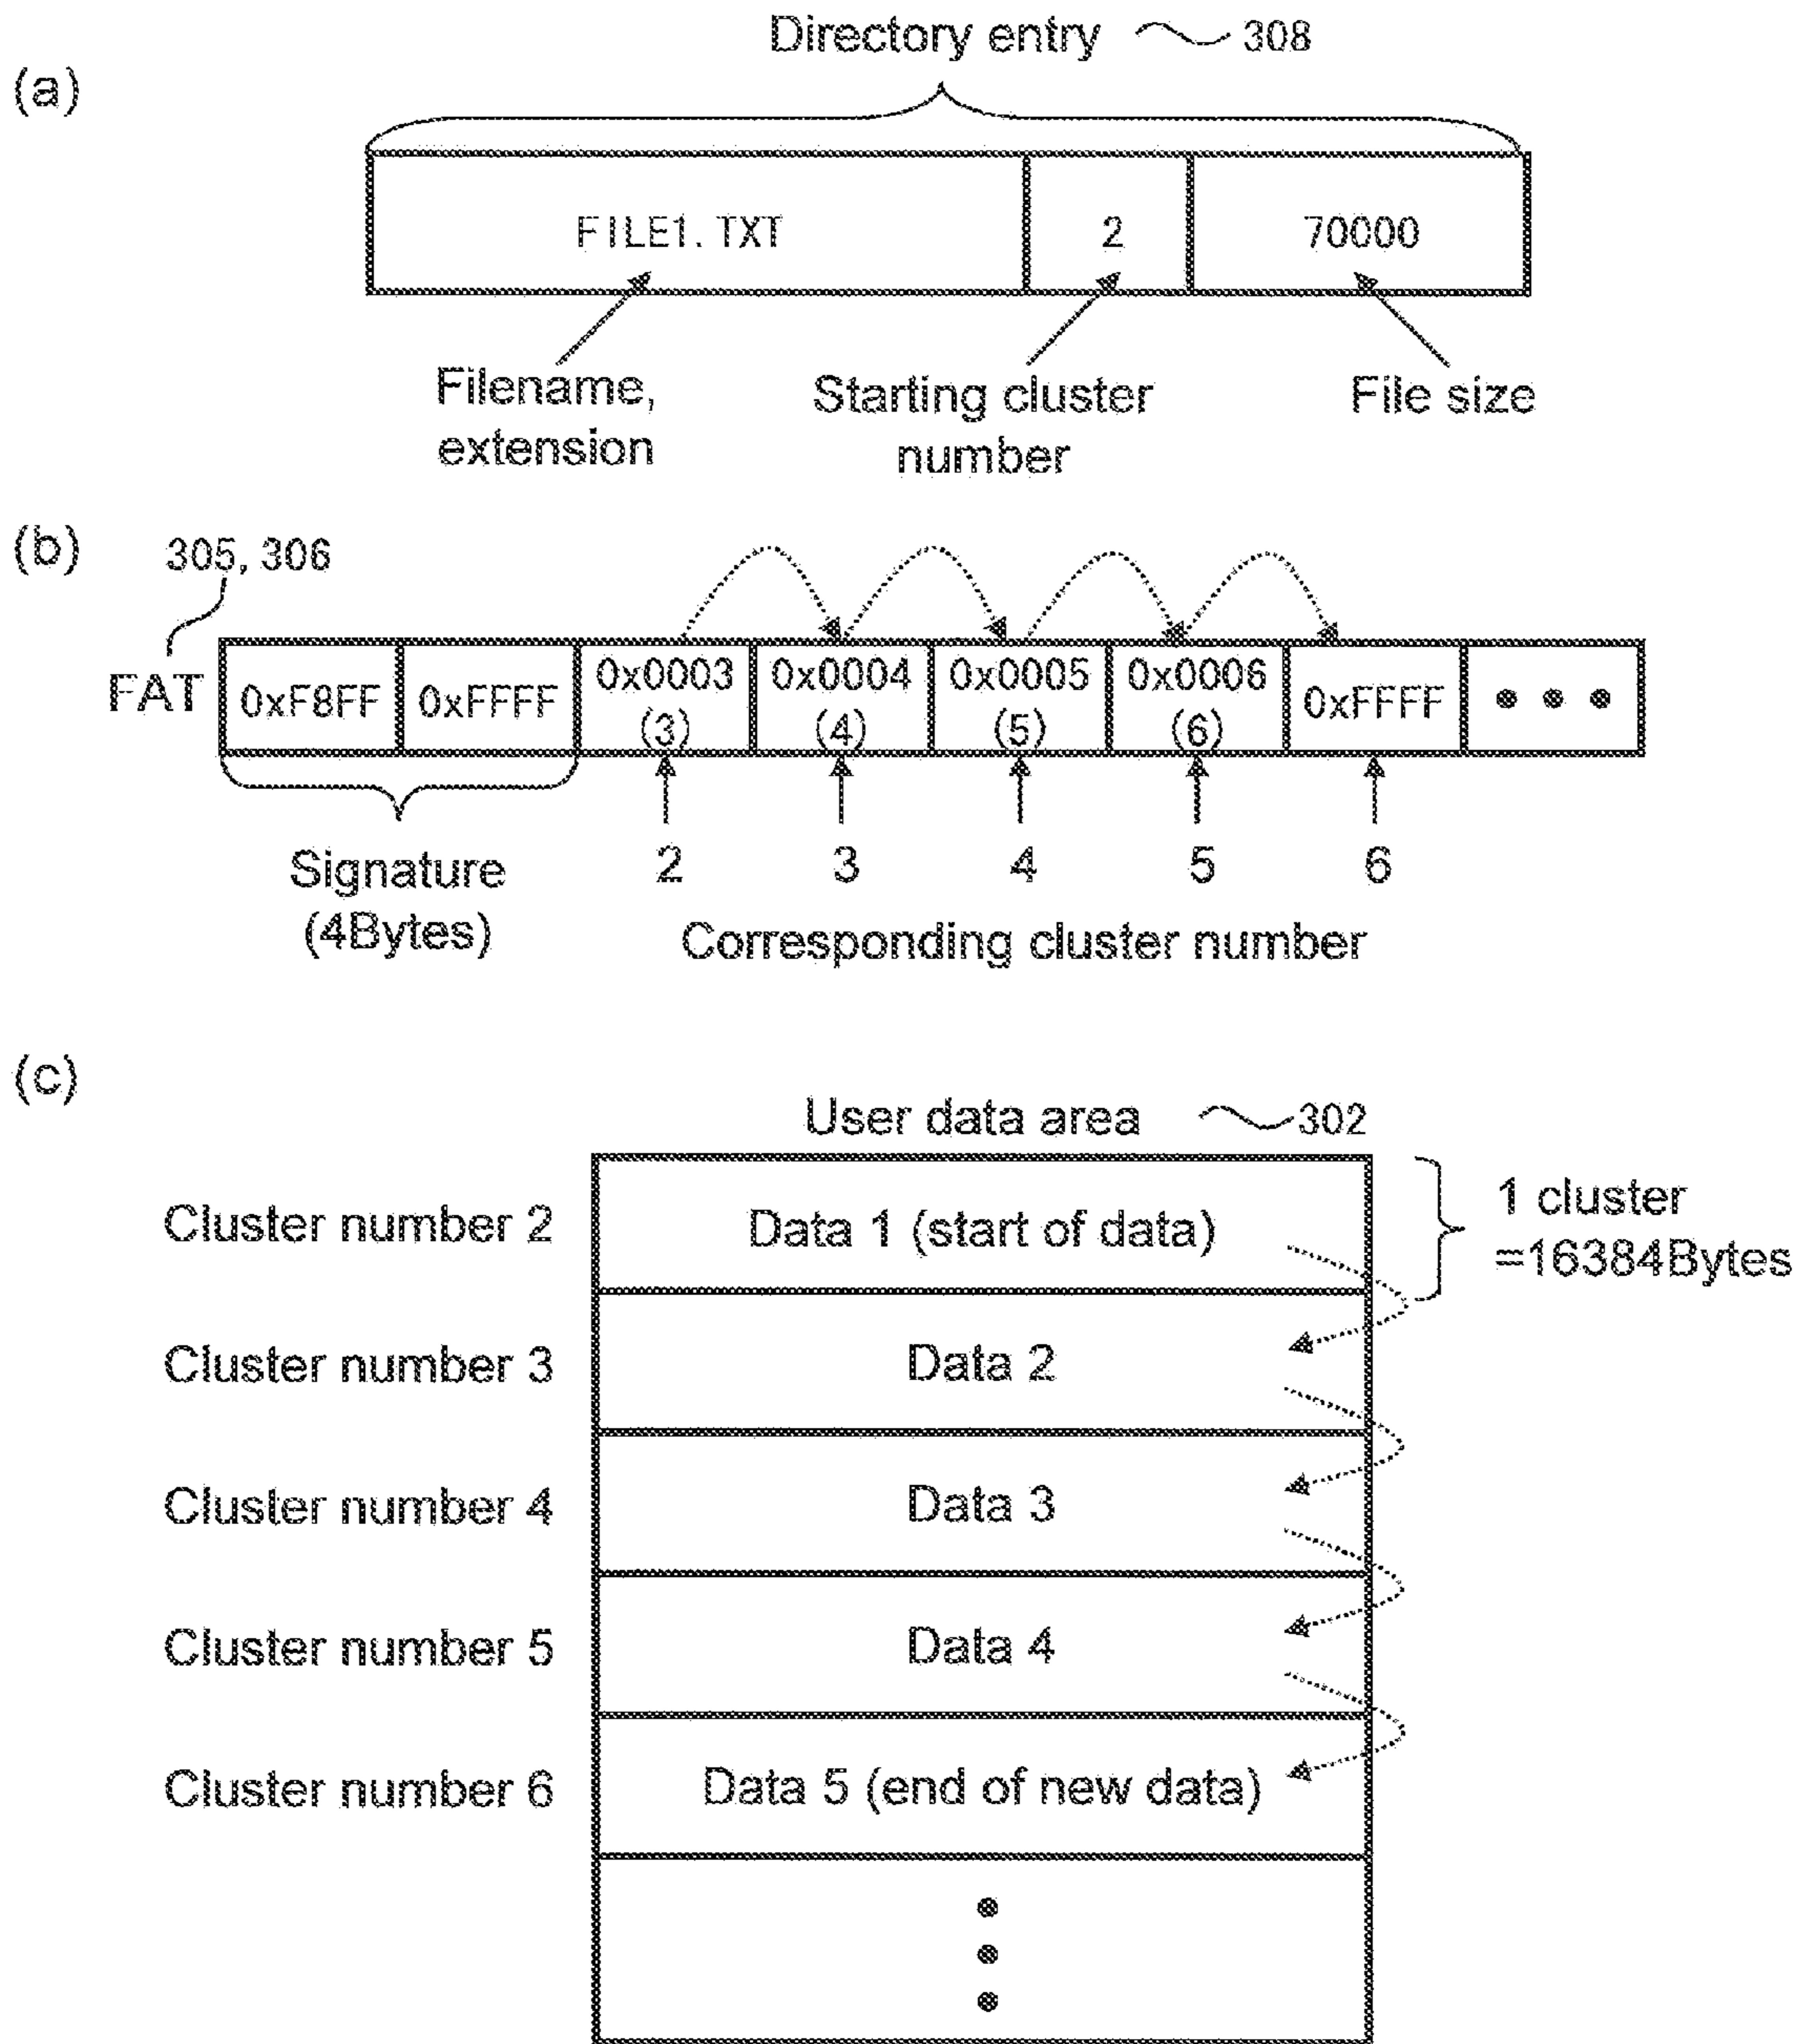 Directory entry 308
(a)
FILE1.TXT 2 70000
Filename, Starting cluster File size
extension number
(b)
305, 306
FAT 0xF8FF 0xFFFF 0x0003 0x0004 0x0005 0x0006 0xFFFF • • •
(3) (4) (5) (6)
Signature 2 3 4 5 6
(4Bytes) Corresponding cluster number
(c)
User data area 302
Cluster number 2 Data 1 (start of data) 1 cluster
=16384Bytes
Cluster number 3 Data 2
Cluster number 4 Data 3
Cluster number 5 Data 4
Cluster number 6 Data 5 (end of new data)